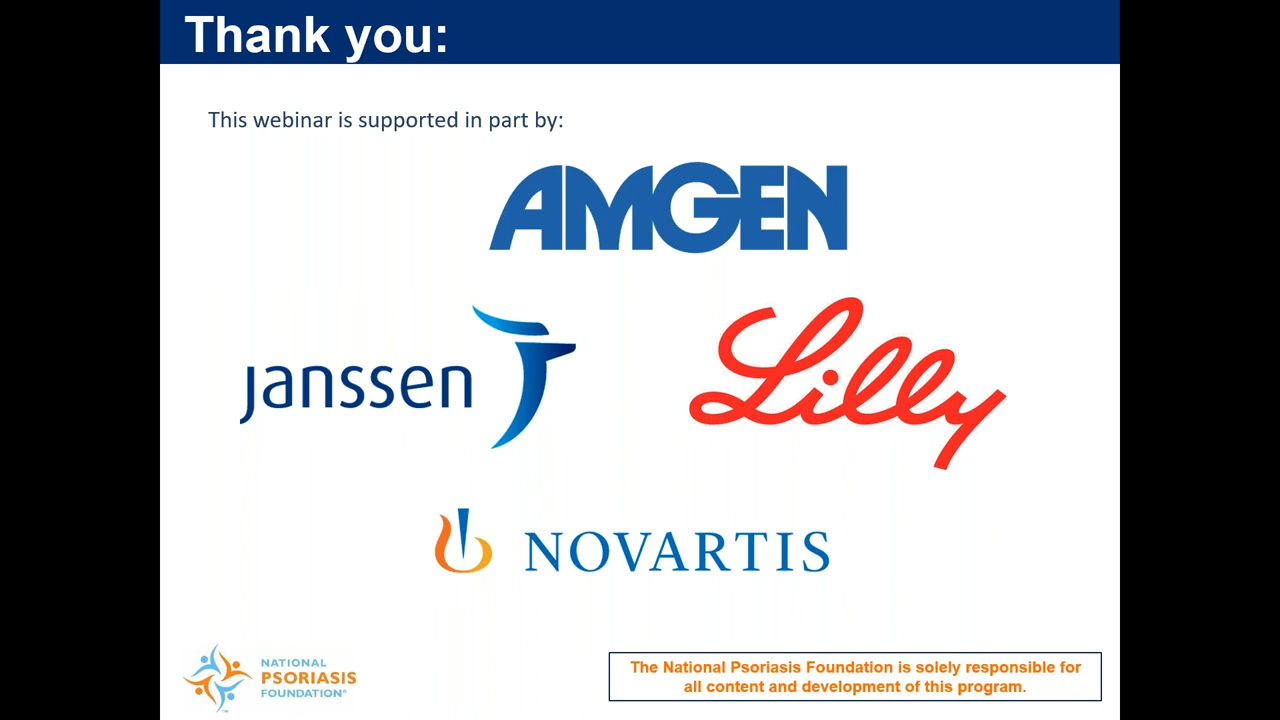 Thank you:
This webinar is supported in part by:
AMGEN
Janssen
Lilly
NOVARTIS
NATIONAL
PSORIASIS
FOUNDATION®
™
The National Psoriasis Foundation is solely responsible for
all content and development of this program.